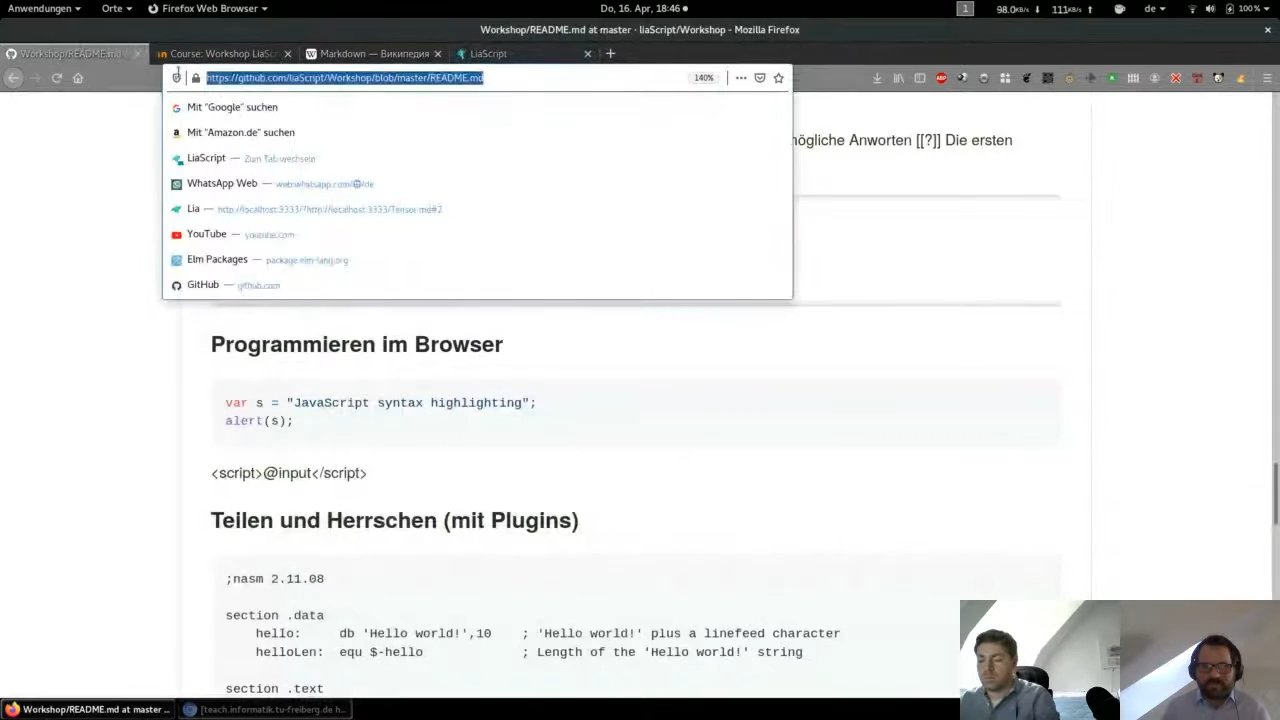 Anwendungen Orte Firefox Web Browser Do, 16. Apr, 18:46 1 98.0KB/s 111KB/s de 100%
Workshop/README.md at master · liaScript/Workshop - Mozilla Firefox
Workshop/README.md Course: Workshop LiaScr Markdown — Википедия LiaScript
https://github.com/liaScript/Workshop/blob/master/README.md 140%
Mit "Google" suchen
Mit "Amazon.de" suchen
LiaScript — Zum Tab wechseln
WhatsApp Web — web.whatsapp.com/🌐/de
Lia — http://localhost:3333/?http://localhost:3333/Tensor.md#2
YouTube — youtube.com
Elm Packages — package.elm-lang.org
GitHub — github.com
mögliche Anworten [[?]] Die ersten
Programmieren im Browser
var s = "JavaScript syntax highlighting";
alert(s);
<script>@input</script>
Teilen und Herrschen (mit Plugins)
;nasm 2.11.08
section .data
hello: db 'Hello world!',10 ; 'Hello world!' plus a linefeed character
helloLen: equ $-hello ; Length of the 'Hello world!' string
section .text
Workshop/README.md at master ... [teach.informatik.tu-freiberg.de h...